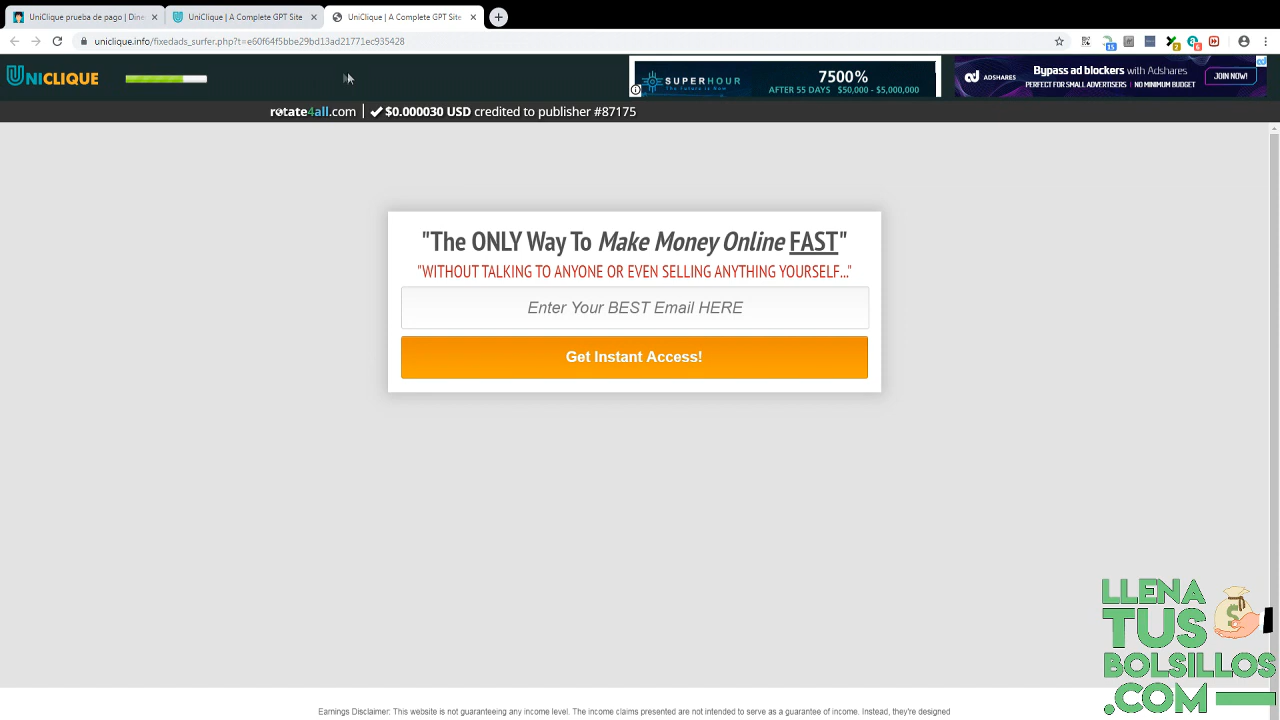 UniClique prueba de pago | Dine
UniClique | A Complete GPT Site
UniClique | A Complete GPT Site
uniclique.info/fixedads_surfer.php?t=e60f64f5bbe29bd13ad21771ec935428
UNICLIQUE
SUPERHOUR
The Future is Now
7500%
AFTER 55 DAYS $50,000 - $5,000,000
ADSHARES
Bypass ad blockers with Adshares
PERFECT FOR SMALL ADVERTISERS | NO MINIMUM BUDGET
JOIN NOW!
rotate4all.com
$0.000030 USD credited to publisher #87175
"The ONLY Way To Make Money Online FAST"
"WITHOUT TALKING TO ANYONE OR EVEN SELLING ANYTHING YOURSELF..."
Enter Your BEST Email HERE
Get Instant Access!
LLENA
TUS
BOLSILLOS
.COM
Earnings Disclaimer: This website is not guaranteeing any income level. The income claims presented are not intended to serve as a guarantee of income. Instead, they're designed